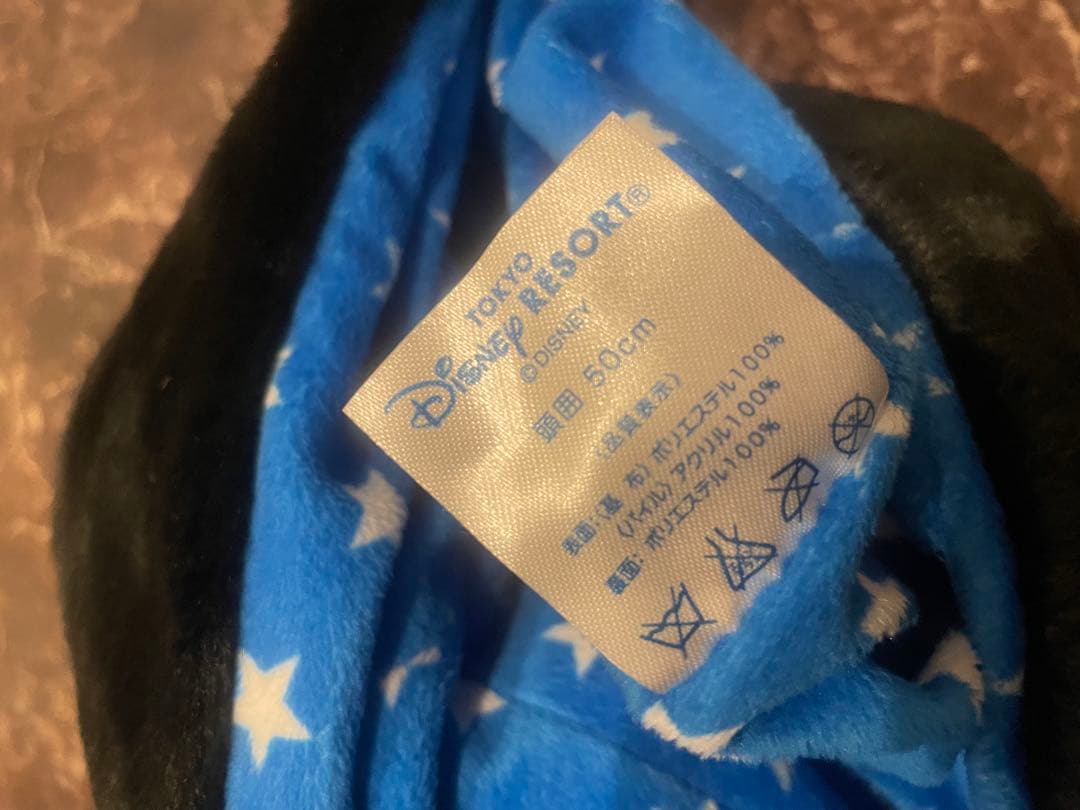 TOKYO
DISNEY RESORT®
©DISNEY
頭囲 50cm
〈品質表示〉
表面:〈基 布〉ポリエステル100%
〈パイル〉アクリル100%
裏面: ポリエステル100%